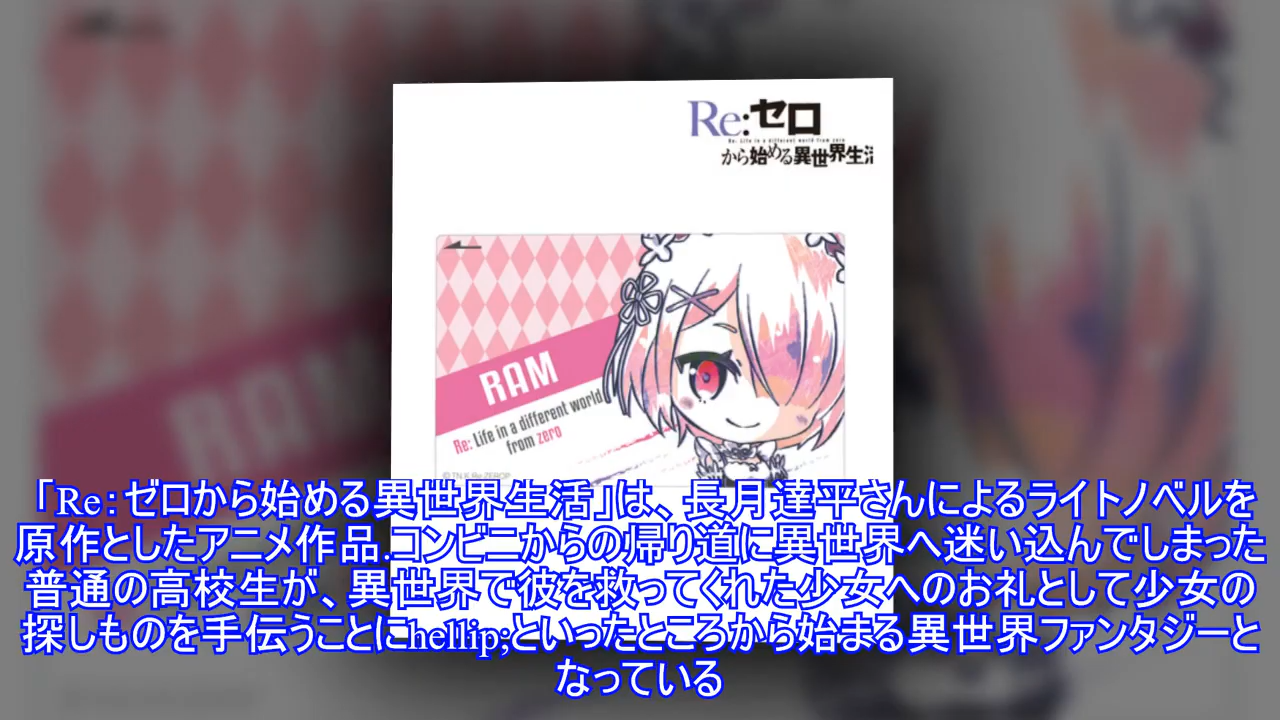 Re:ゼロ
Re: Life in a different world from zero
から始める異世界生活
RAM
Re: Life in a different world
from zero
「Re:ゼロから始める異世界生活」は、長月達平さんによるライトノベルを
原作としたアニメ作品.コンビニからの帰り道に異世界へ迷い込んでしまった
普通の高校生が、異世界で彼を救ってくれた少女へのお礼として少女の
探しものを手伝うことにhellip;といったところから始まる異世界ファンタジーと
なっている